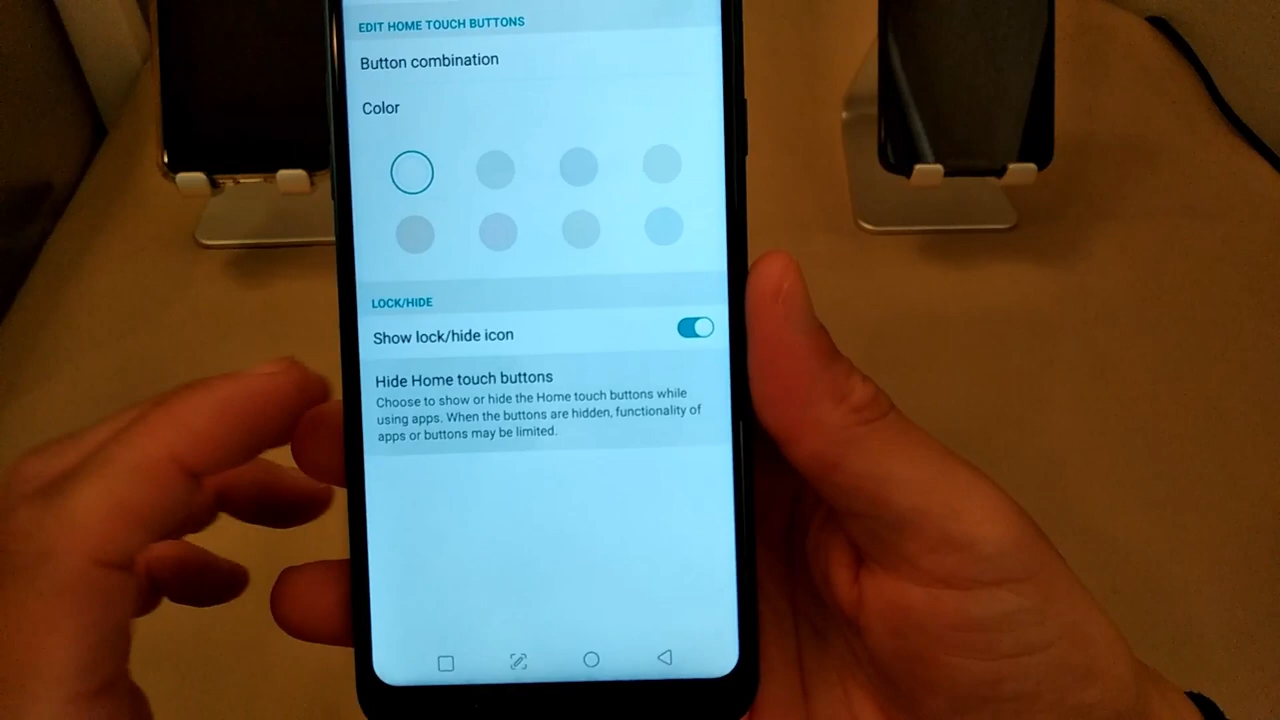 EDIT HOME TOUCH BUTTONS
Button combination
Color
LOCK/HIDE
Show lock/hide icon
Hide Home touch buttons
Choose to show or hide the Home touch buttons while
using apps. When the buttons are hidden, functionality of
apps or buttons may be limited.